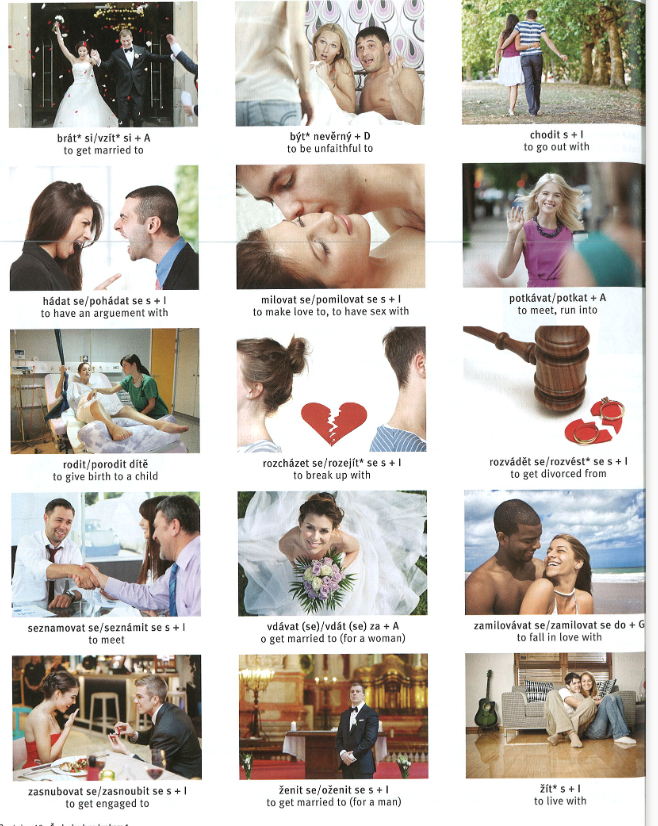 brát* si/vzít* si + A
to get married to
být* nevěrný + D
to be unfaithful to
chodit s + I
to go out with
hádat se/pohádat se s + I
to have an arguement with
milovat se/pomilovat se s + I
to make love to, to have sex with
potkávat/potkat + A
to meet, run into
rodit/porodit dítě
to give birth to a child
rozcházet se/rozejít* se s + I
to break up with
rozvádět se/rozvést* se s + I
to get divorced from
seznamovat se/seznámit se s + I
to meet
vdávat (se)/vdát (se) za + A
o get married to (for a woman)
zamilovávat se/zamilovat se do + G
to fall in love with
zasnubovat se/zasnoubit se s + I
to get engaged to
ženit se/oženit se s + I
to get married to (for a man)
žít* s + I
to live with